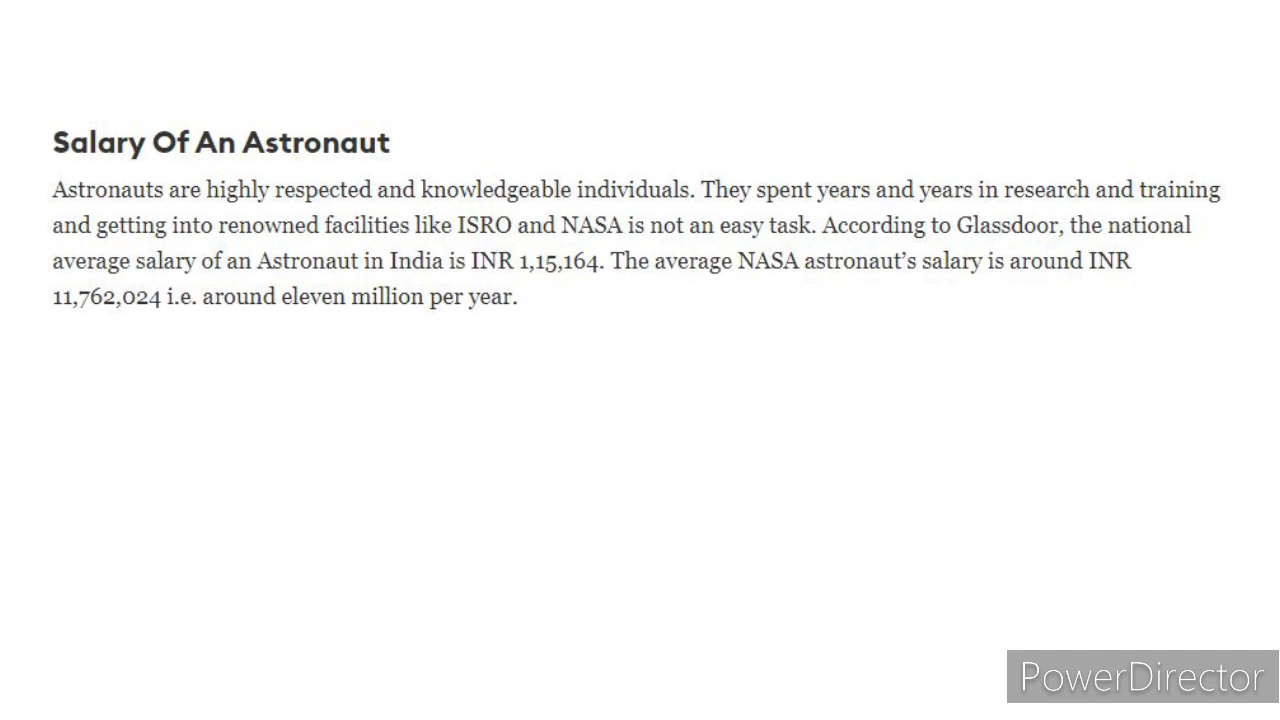 Salary Of An Astronaut
Astronauts are highly respected and knowledgeable individuals. They spent years and years in research and training
and getting into renowned facilities like ISRO and NASA is not an easy task. According to Glassdoor, the national
average salary of an Astronaut in India is INR 1,15,164. The average NASA astronaut’s salary is around INR
11,762,024 i.e. around eleven million per year.
PowerDirector